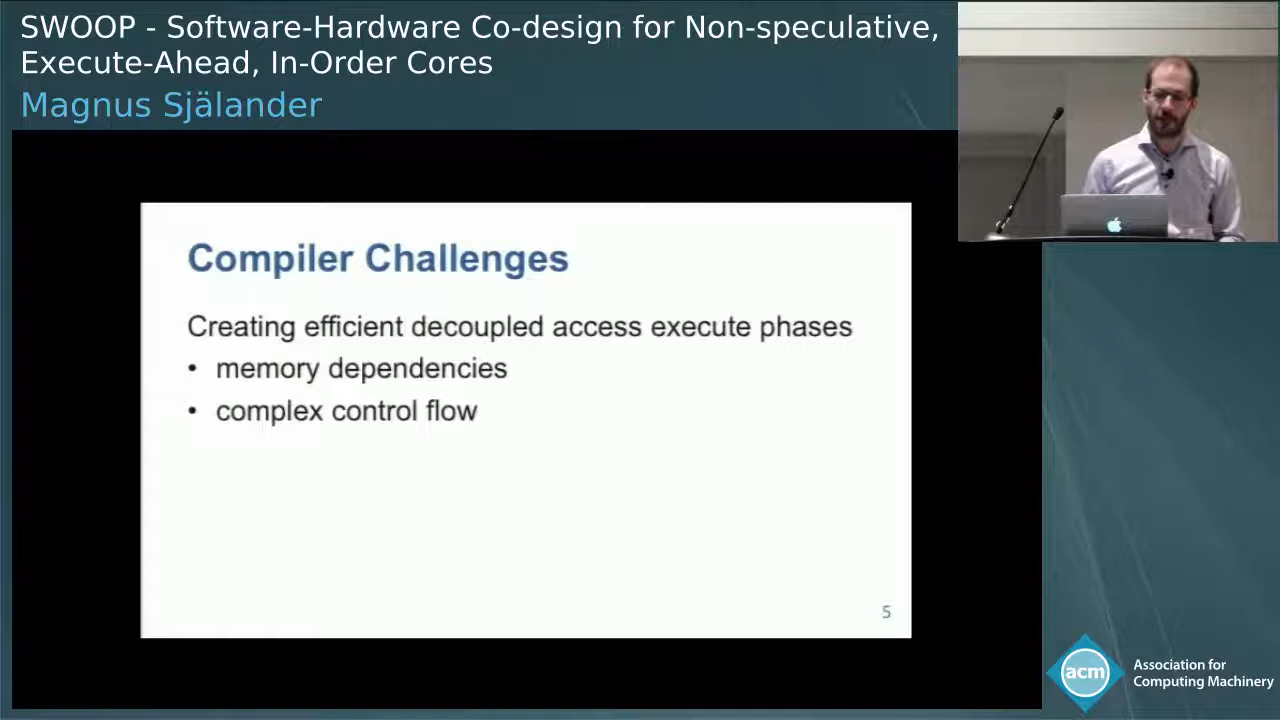 SWOOP - Software-Hardware Co-design for Non-speculative,
Execute-Ahead, In-Order Cores
Magnus Själander
Compiler Challenges
Creating efficient decoupled access execute phases
• memory dependencies
• complex control flow
5
acm
Association for
Computing Machinery